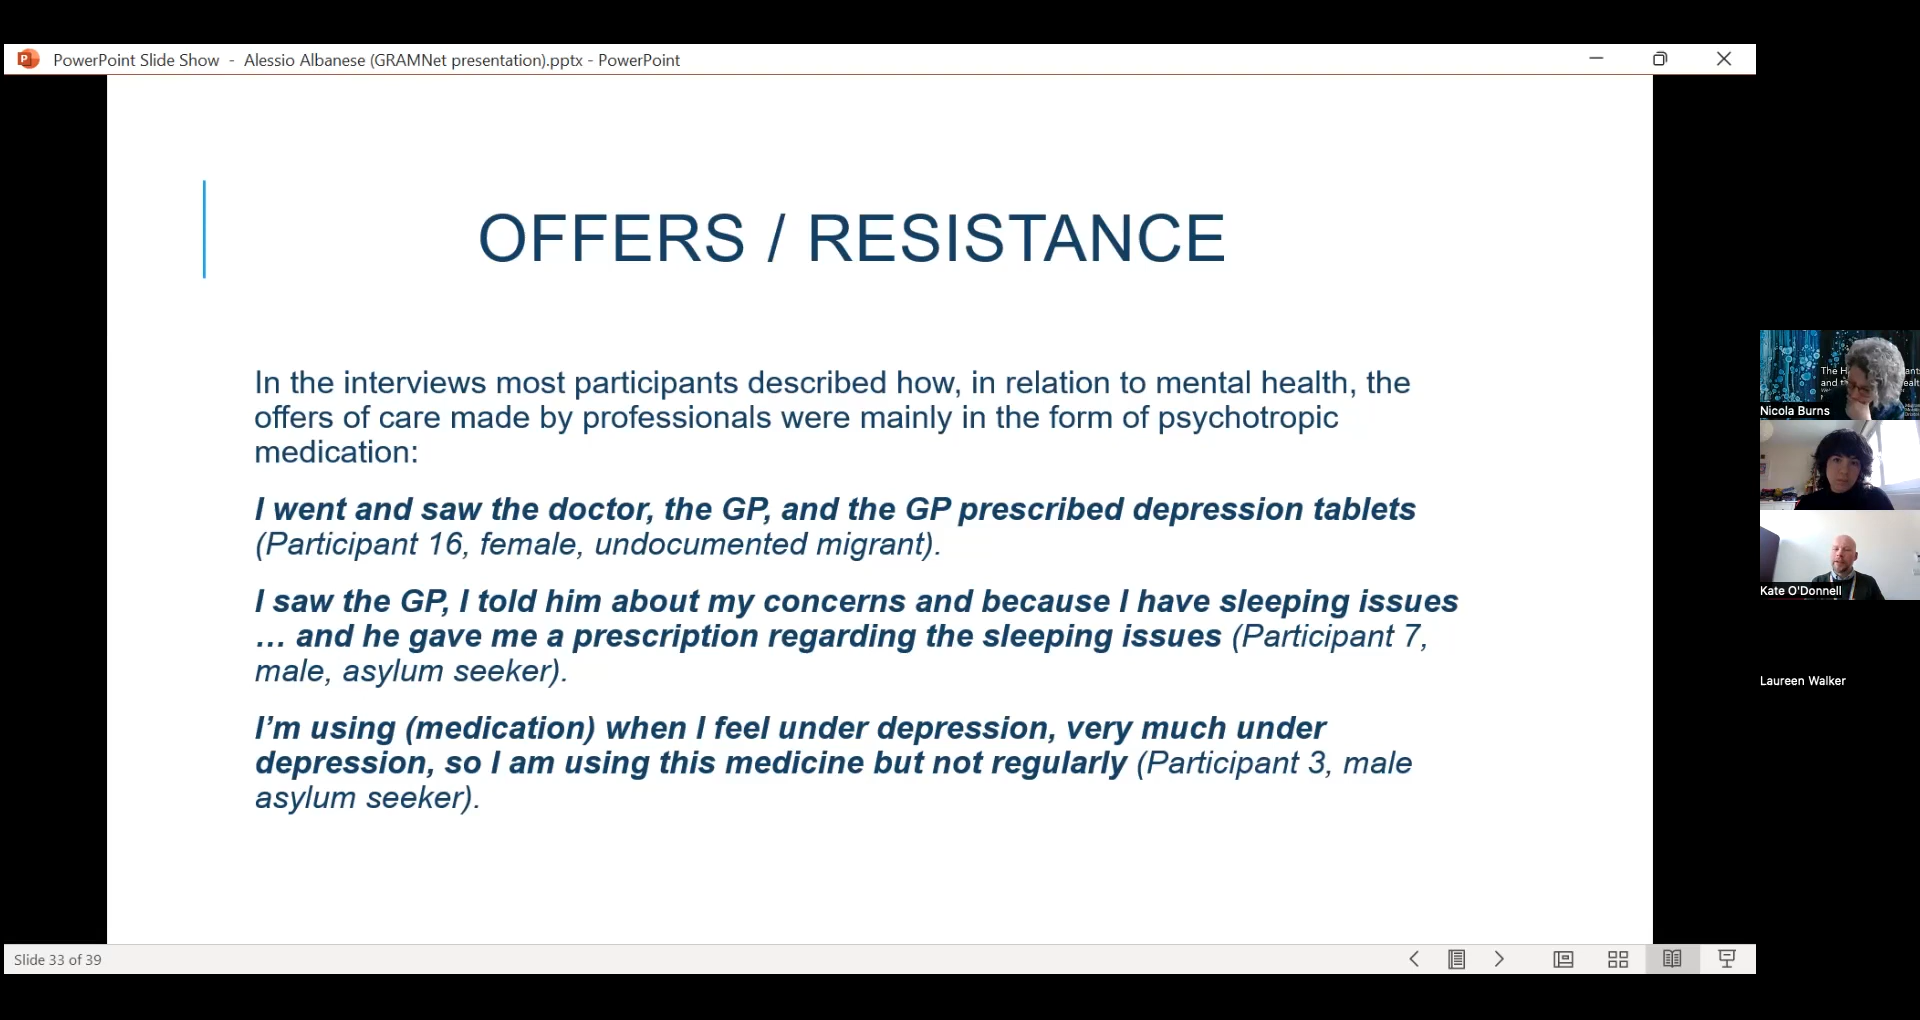 PowerPoint Slide Show - Alessio Albanese (GRAMNet presentation).pptx - PowerPoint
OFFERS / RESISTANCE
In the interviews most participants described how, in relation to mental health, the
offers of care made by professionals were mainly in the form of psychotropic
medication:
I went and saw the doctor, the GP, and the GP prescribed depression tablets
(Participant 16, female, undocumented migrant).
I saw the GP, I told him about my concerns and because I have sleeping issues
… and he gave me a prescription regarding the sleeping issues (Participant 7,
male, asylum seeker).
I’m using (medication) when I feel under depression, very much under
depression, so I am using this medicine but not regularly (Participant 3, male
asylum seeker).
Slide 33 of 39
The
and
Nicola Burns
Kate O'Donnell
Laureen Walker